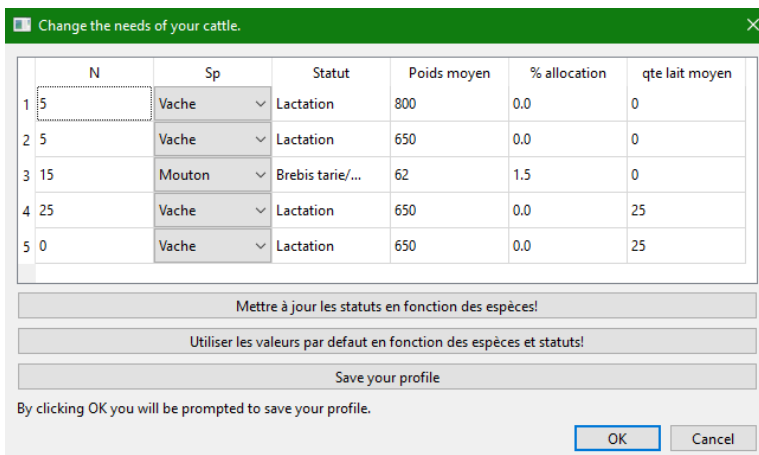 Change the needs of your cattle.
N Sp Statut Poids moyen % allocation qte lait moyen
1 5 Vache Lactation 800 0.0 0
2 5 Vache Lactation 650 0.0 0
3 15 Mouton Brebis tarie/... 62 1.5 0
4 25 Vache Lactation 650 0.0 25
5 0 Vache Lactation 650 0.0 25
Mettre à jour les statuts en fonction des espèces!
Utiliser les valeurs par defaut en fonction des espèces et statuts!
Save your profile
By clicking OK you will be prompted to save your profile.
OK Cancel